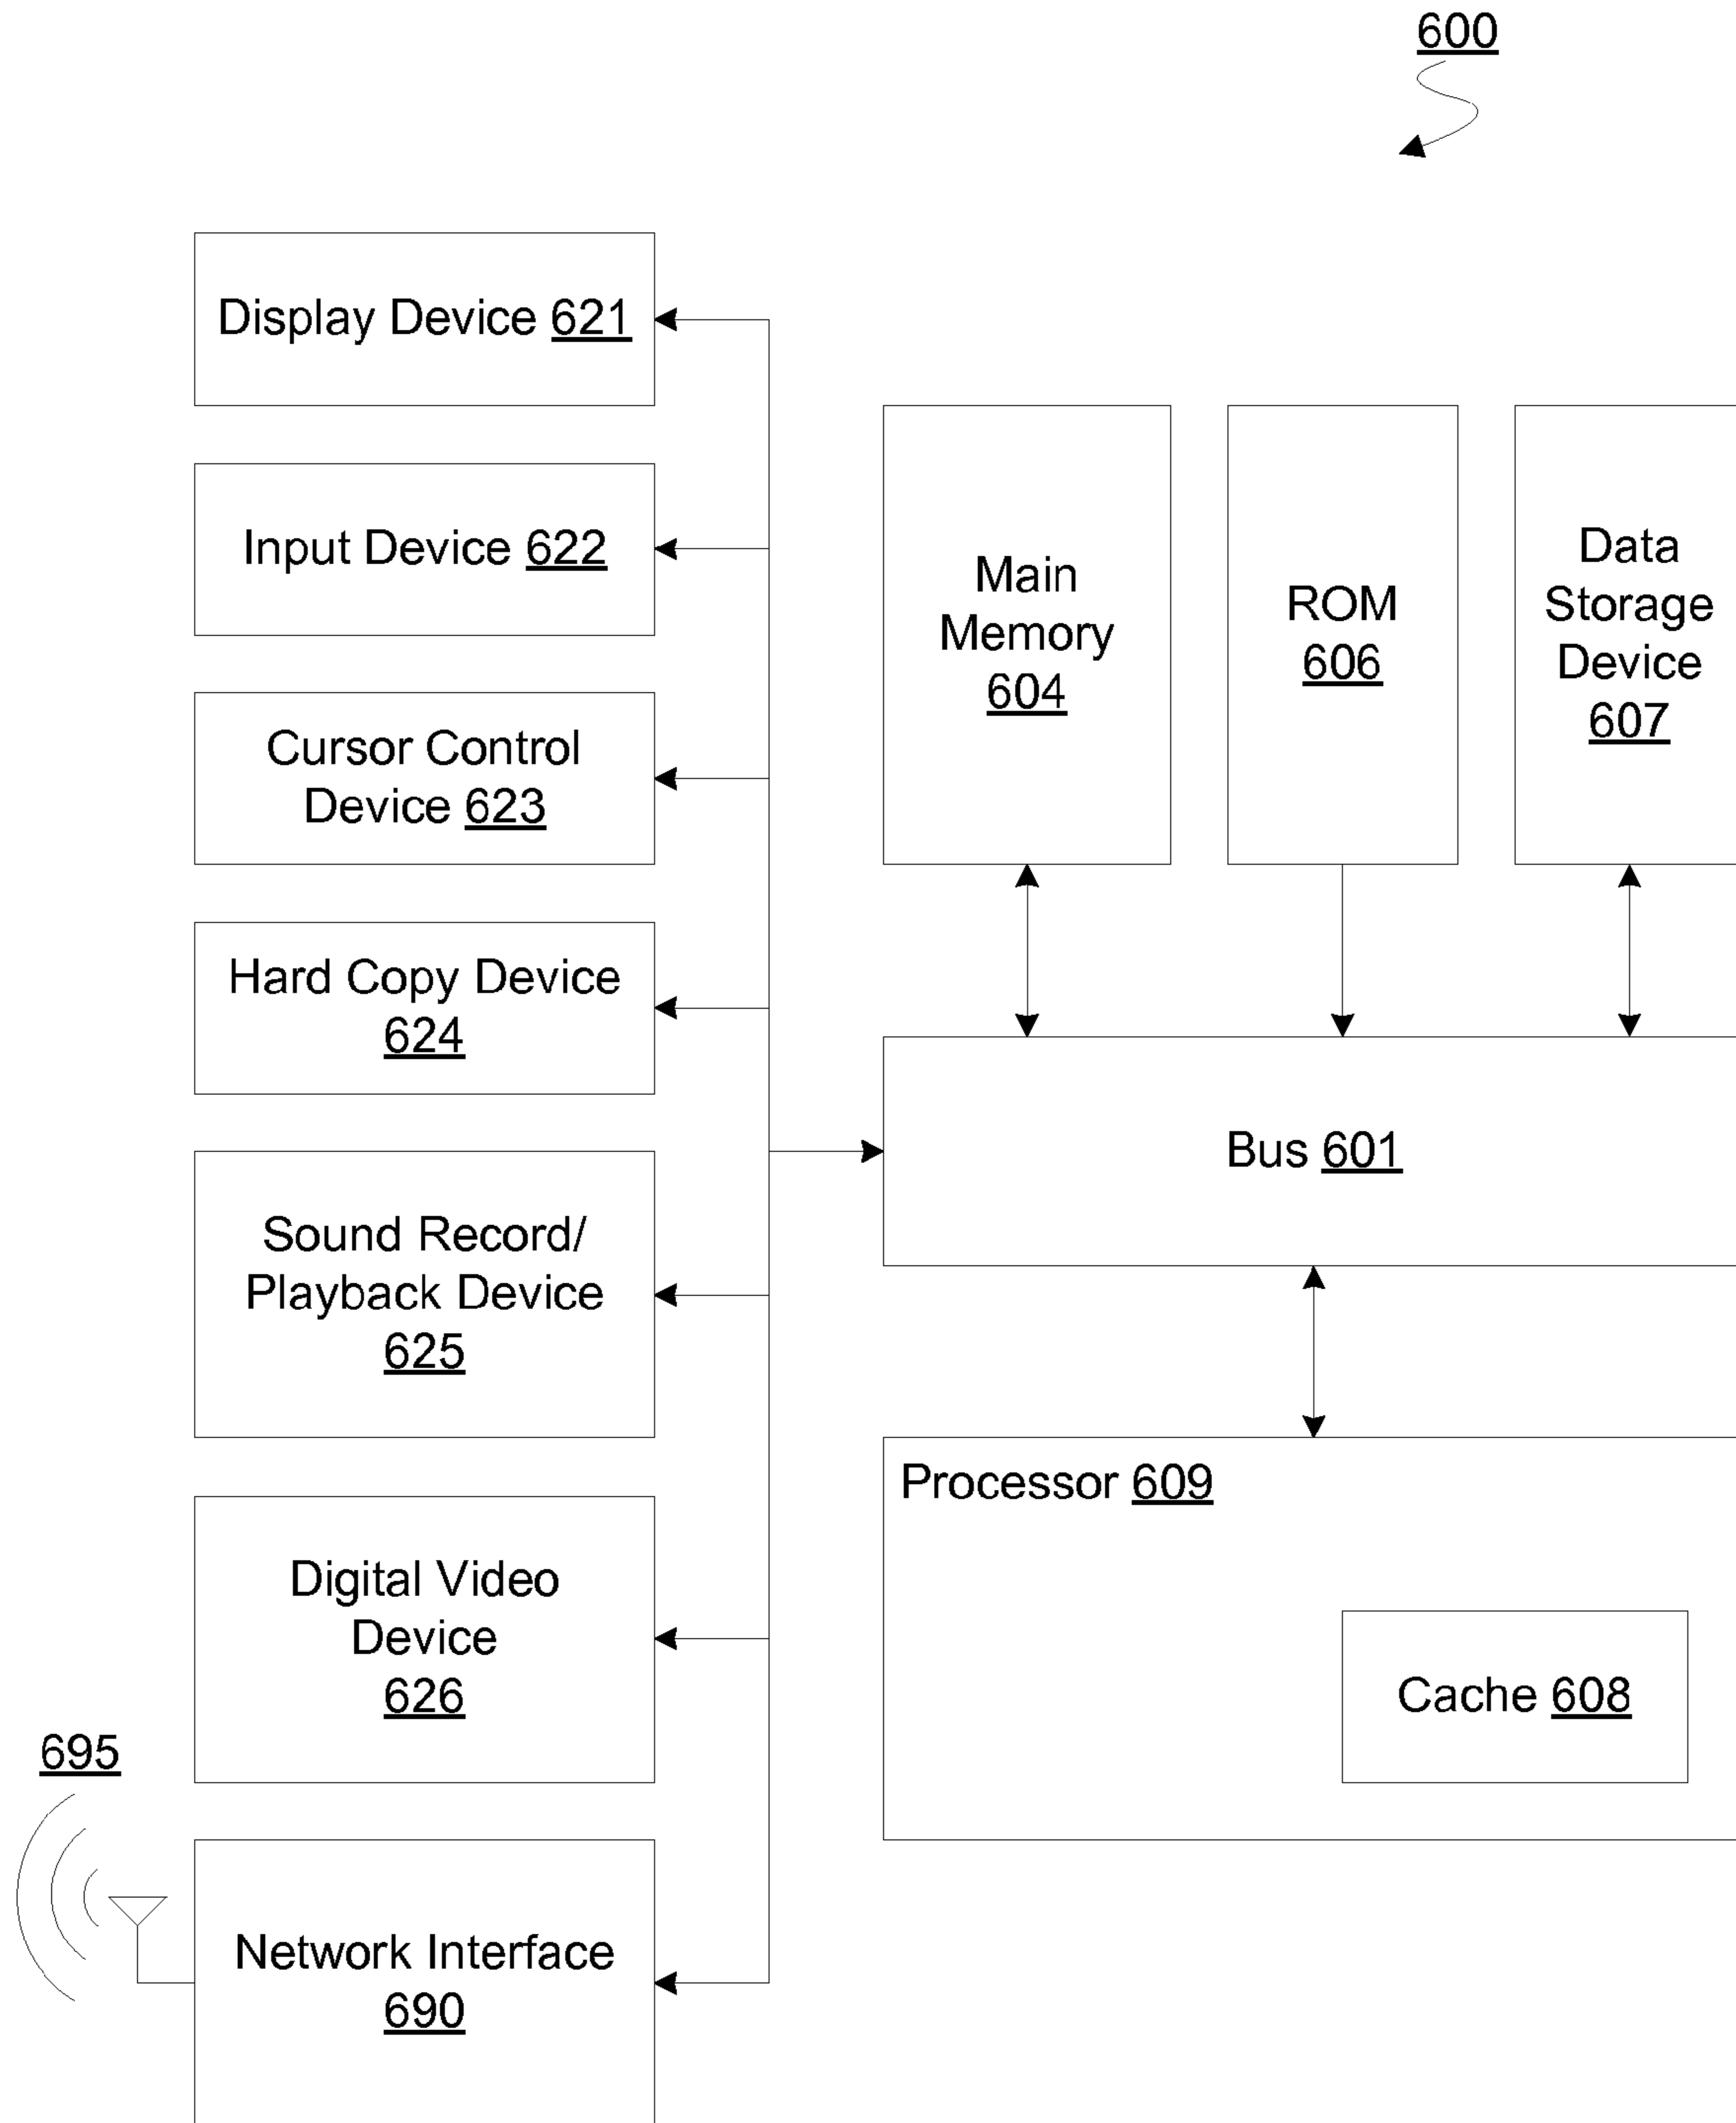 600
Display Device 621
Input Device 622
Cursor Control
Device 623
Hard Copy Device
624
Sound Record/
Playback Device
625
Digital Video
Device
626
695
Network Interface
690
Main
Memory
604
ROM
606
Data
Storage
Device
607
Bus 601
Processor 609
Cache 608